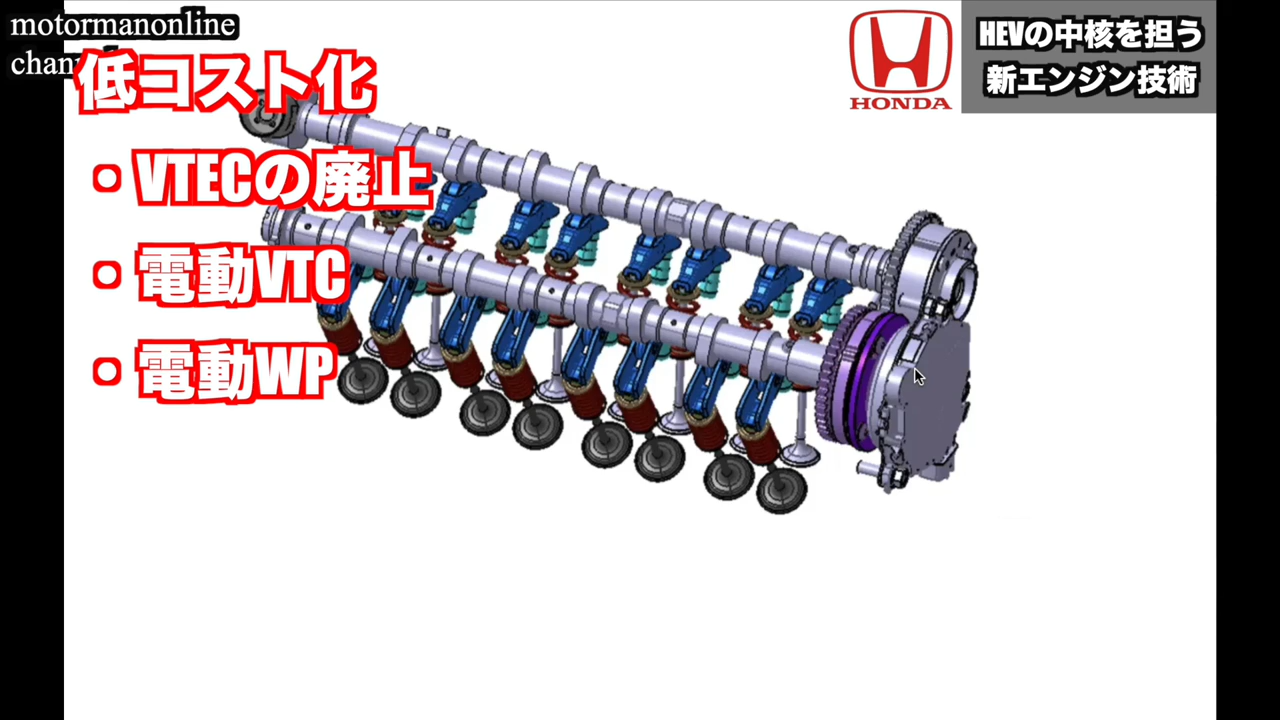 motormanonline
低コスト化
・VTECの廃止
・電動VTC
・電動WP
HONDA
HEVの中核を担う
新エンジン技術